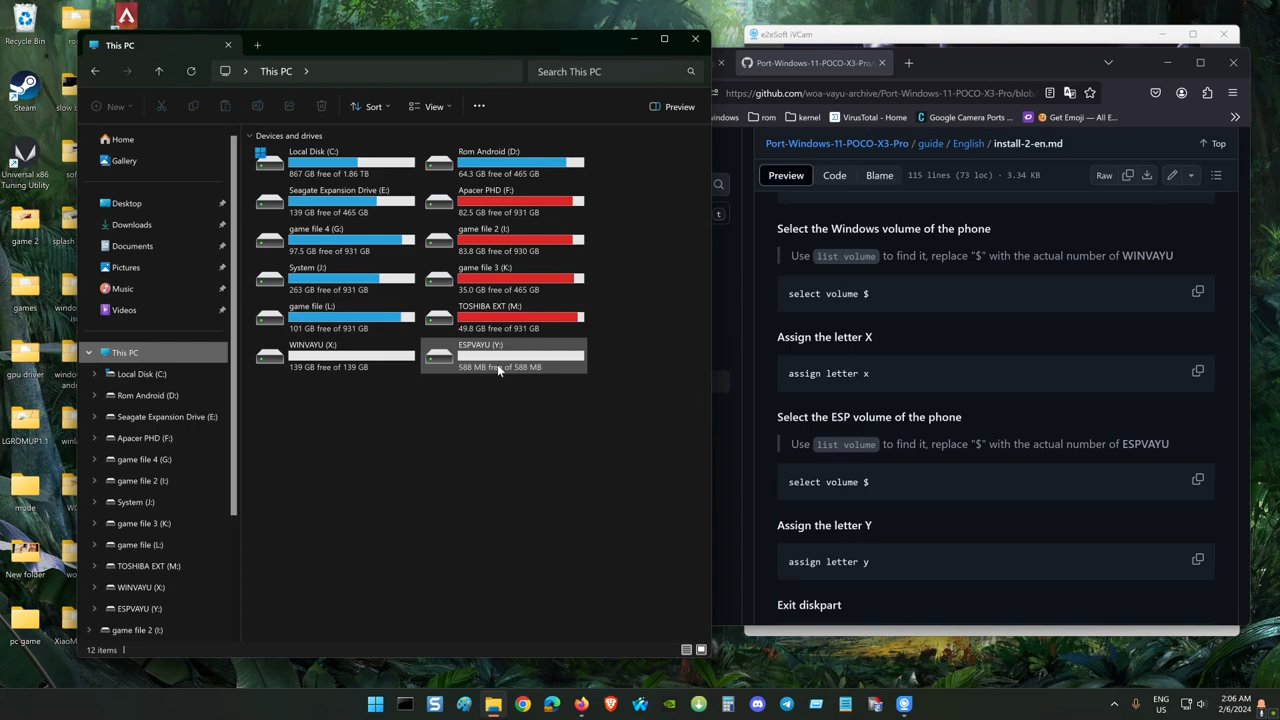 Recycle Bin
Steam
slow b
Universal x86
Tuning Utility
game 2
splash
games
window
gpu driver
LGROMUP1.1
winla
mode
wo
New folder
wo
pc game
XiaoM
This PC
This PC
Search This PC
New
Sort
View
Preview
Home
Gallery
Desktop
Downloads
Documents
Pictures
Music
Videos
This PC
Local Disk (C:)
Rom Android (D:)
Seagate Expansion Drive (E:)
Apacer PHD (F:)
game file 4 (G:)
game file 2 (I:)
System (J:)
game file 3 (K:)
game file (L:)
TOSHIBA EXT (M:)
WINVAYU (X:)
ESPVAYU (Y:)
game file 2 (I:)
Devices and drives
Local Disk (C:)
867 GB free of 1.86 TB
Rom Android (D:)
64.3 GB free of 465 GB
Seagate Expansion Drive (E:)
139 GB free of 465 GB
Apacer PHD (F:)
82.5 GB free of 931 GB
game file 4 (G:)
97.5 GB free of 931 GB
game file 2 (I:)
83.8 GB free of 930 GB
System (J:)
263 GB free of 931 GB
game file 3 (K:)
35.0 GB free of 465 GB
game file (L:)
101 GB free of 931 GB
TOSHIBA EXT (M:)
49.8 GB free of 931 GB
WINVAYU (X:)
139 GB free of 139 GB
ESPVAYU (Y:)
588 MB free of 588 MB
12 items
e2eSoft iVCam
Port-Windows-11-POCO-X3-Pro/
https://github.com/woa-vayu-archive/Port-Windows-11-POCO-X3-Pro/blob
indows
rom
kernel
VirusTotal - Home
Google Camera Ports ...
Get Emoji — All E...
Port-Windows-11-POCO-X3-Pro / guide / English / install-2-en.md
Top
Preview
Code
Blame
115 lines (73 loc) · 3.34 KB
Raw
t
Select the Windows volume of the phone
Use list volume to find it, replace "$" with the actual number of WINVAYU
select volume $
Assign the letter X
assign letter x
Select the ESP volume of the phone
Use list volume to find it, replace "$" with the actual number of ESPVAYU
select volume $
Assign the letter Y
assign letter y
Exit diskpart
ENG
US
2:06 AM
2/6/2024